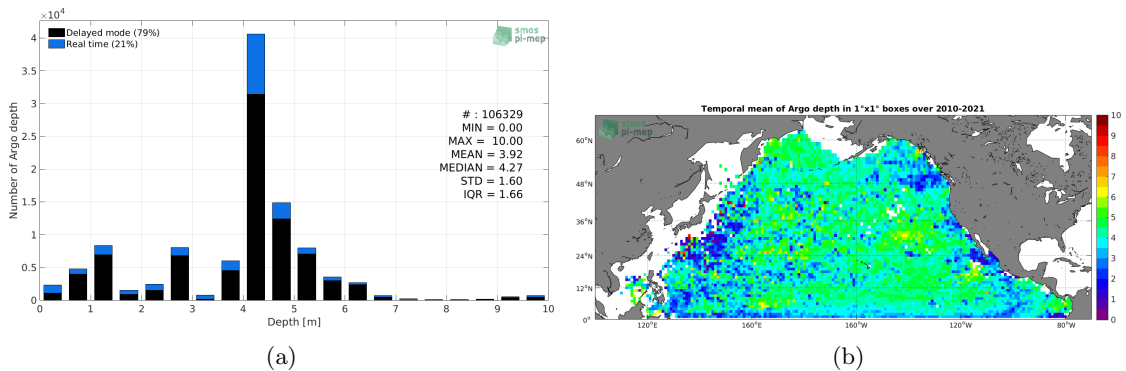 ×10⁴
Delayed mode (79%)
Real time (21%)
smos
pi-mep
4
3.5
3
2.5
2
1.5
1
0.5
0
Number of Argo depth
# : 106329
MIN = 0.00
MAX = 10.00
MEAN = 3.92
MEDIAN = 4.27
STD = 1.60
IQR = 1.66
0 1 2 3 4 5 6 7 8 9 10
Depth [m]
(a)
Temporal mean of Argo depth in 1°x1° boxes over 2010-2021
smos
pi-mep
60°N
48°N
36°N
24°N
12°N
0°
120°E 160°E 160°W 120°W 80°W
10
9
8
7
6
5
4
3
2
1
0
(b)